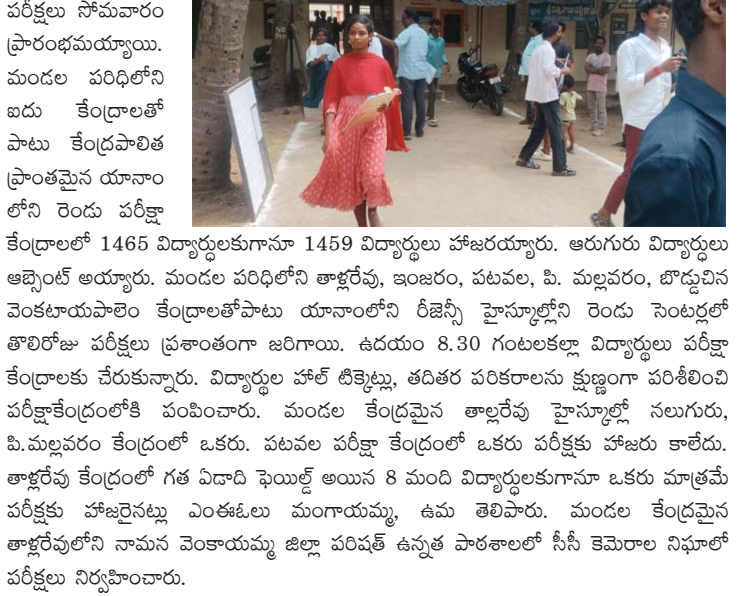 పరీక్షలు సోమవారం
ప్రారంభమయ్యాయి.
మండల పరిధిలోని
ఐదు కేంద్రాలతో
పాటు కేంద్రపాలిత
ప్రాంతమైన యానాం
లోని రెండు పరీక్షా
కేంద్రాలలో 1465 విద్యార్ధులకుగానూ 1459 విద్యార్థులు హాజరయ్యారు. ఆరుగురు విద్యార్ధులు
ఆబ్సెంట్ అయ్యారు. మండల పరిధిలోని తాళ్లరేవు, ఇంజరం, పటవల, పి. మల్లవరం, బొడ్డుచిన
వెంకటాయపాలెం కేంద్రాలతోపాటు యానాంలోని రీజెన్సీ హైస్కూల్లోని రెండు సెంటర్లలో
తొలిరోజు పరీక్షలు ప్రశాంతంగా జరిగాయి. ఉదయం 8.30 గంటలకల్లా విద్యార్థులు పరీక్షా
కేంద్రాలకు చేరుకున్నారు. విద్యార్థుల హాల్ టిక్కెట్లు, తదితర పరికరాలను క్షుణ్ణంగా పరిశీలించి
పరీక్షాకేంద్రంలోకి పంపించారు. మండల కేంద్రమైన తాల్లరేవు హైస్కూల్లో నలుగురు,
పి.మల్లవరం కేంద్రంలో ఒకరు. పటవల పరీక్షా కేంద్రంలో ఒకరు పరీక్షకు హాజరు కాలేదు.
తాళ్లరేవు కేంద్రంలో గత ఏడాది ఫెయిల్డ్ అయిన 8 మంది విద్యార్ధులకుగానూ ఒకరు మాత్రమే
పరీక్షకు హాజరైనట్లు ఎంఈఓలు మంగాయమ్మ, ఉమ తెలిపారు. మండల కేంద్రమైన
తాళ్లరేవులోని నామన వెంకాయమ్మ జిల్లా పరిషత్ ఉన్నత పాఠశాలలో సీసీ కెమెరాల నిఘాలో
పరీక్షలు నిర్వహించారు.